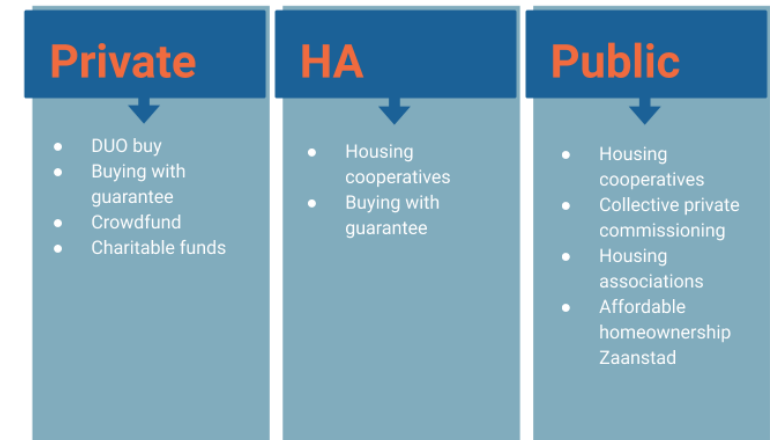 Private
● DUO buy
● Buying with
guarantee
● Crowdfund
● Charitable funds
HA
● Housing
cooperatives
● Buying with
guarantee
Public
● Housing
cooperatives
● Collective private
commissioning
● Housing
associations
● Affordable
homeownership
Zaanstad